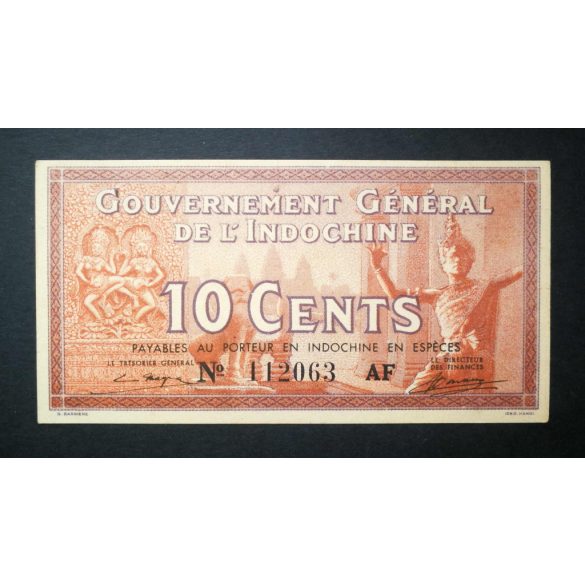 GOUVERNEMENT GÉNÉRAL
DE L'INDOCHINE
10 CENTS
PAYABLES AU PORTEUR EN INDOCHINE EN ESPÈCES
LE TRÉSORIER GÉNÉRAL
LE DIRECTEUR
DES FINANCES
No 112063 AF